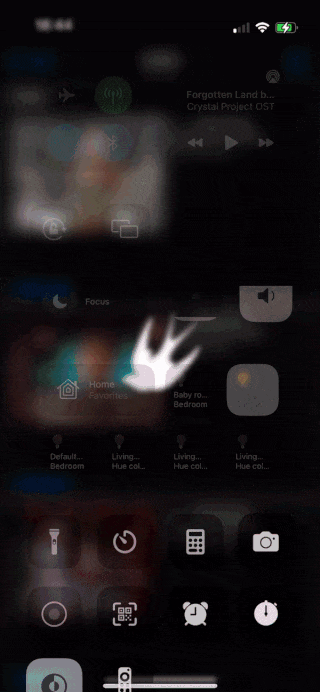 Forgotten Land b...
Crystal Project OST
Focus
Home
Favorites
Baby ro...
Bedroom
Default...
Bedroom
Living...
Hue col...
Living...
Hue col...
Living...
Hue col...